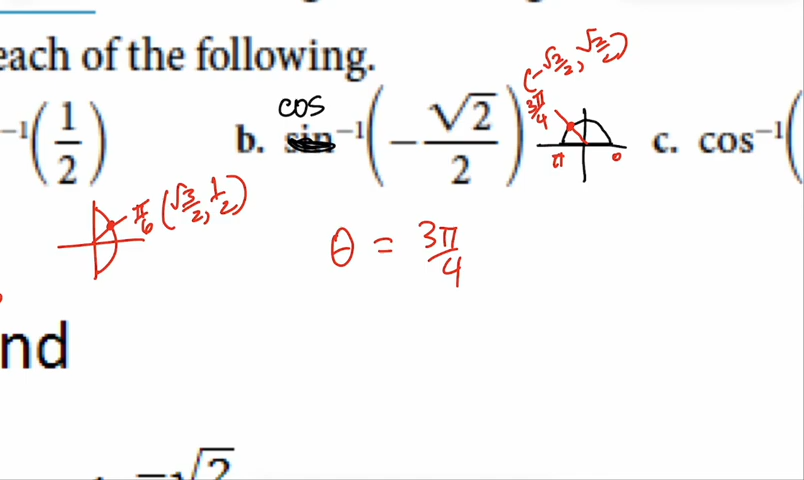 each of the following.
(-√2/2, √2/2)
cos
3π/4
⁻¹(1/2)
b. sin⁻¹(-√2/2)
π 0
c. cos⁻¹(
π/6 (√3/2, 1/2)
θ = 3π/4
nd
-√2